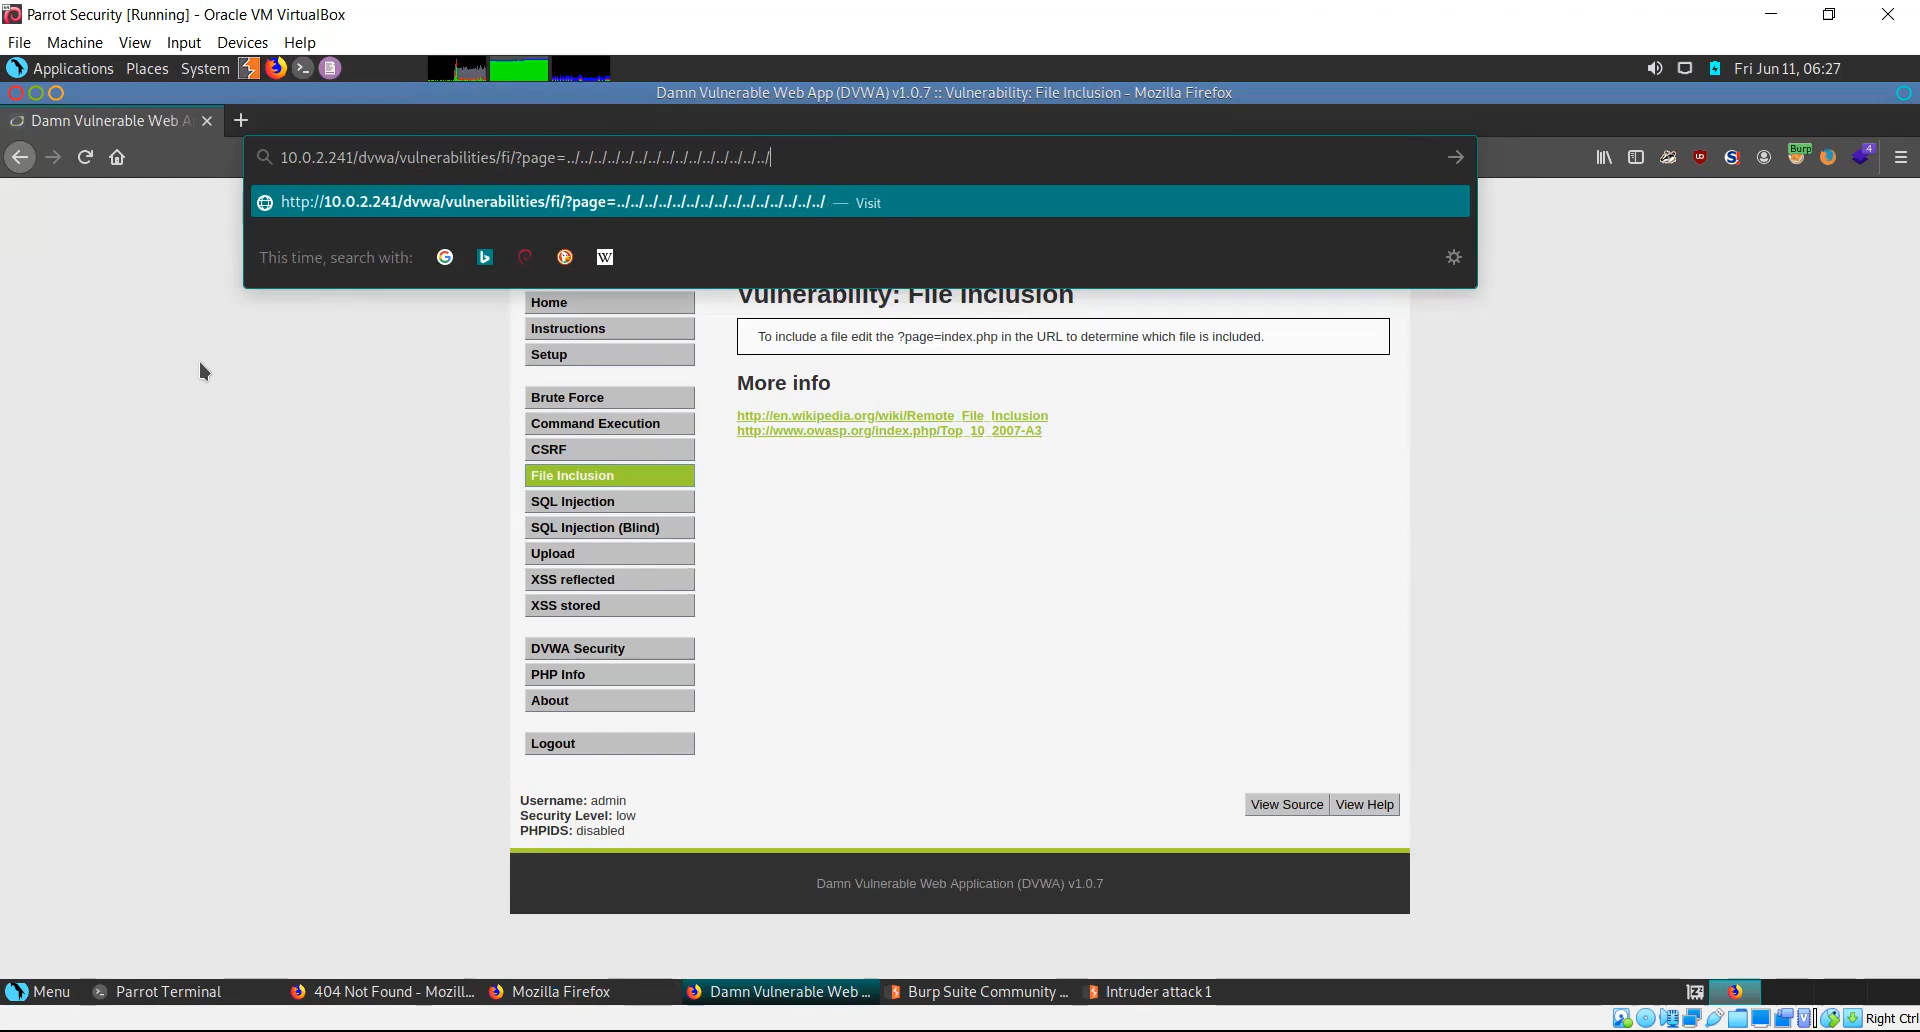 Parrot Security [Running] - Oracle VM VirtualBox
File Machine View Input Devices Help
Applications Places System Fri Jun 11, 06:27
Damn Vulnerable Web App (DVWA) v1.0.7 :: Vulnerability: File Inclusion - Mozilla Firefox
Damn Vulnerable Web A
10.0.2.241/dvwa/vulnerabilities/fi/?page=../../../../../../../../../../../../../../../
Burp
4
http://10.0.2.241/dvwa/vulnerabilities/fi/?page=../../../../../../../../../../../../../../../ — Visit
This time, search with:
Vulnerability: File Inclusion
To include a file edit the ?page=index.php in the URL to determine which file is included.
More info
http://en.wikipedia.org/wiki/Remote_File_Inclusion
http://www.owasp.org/index.php/Top_10_2007-A3
Home
Instructions
Setup
Brute Force
Command Execution
CSRF
File Inclusion
SQL Injection
SQL Injection (Blind)
Upload
XSS reflected
XSS stored
DVWA Security
PHP Info
About
Logout
Username: admin
Security Level: low
PHPIDS: disabled
View Source View Help
Damn Vulnerable Web Application (DVWA) v1.0.7
Menu Parrot Terminal 404 Not Found - Mozill... Mozilla Firefox Damn Vulnerable Web ... Burp Suite Community ... Intruder attack 1
Right Ctrl